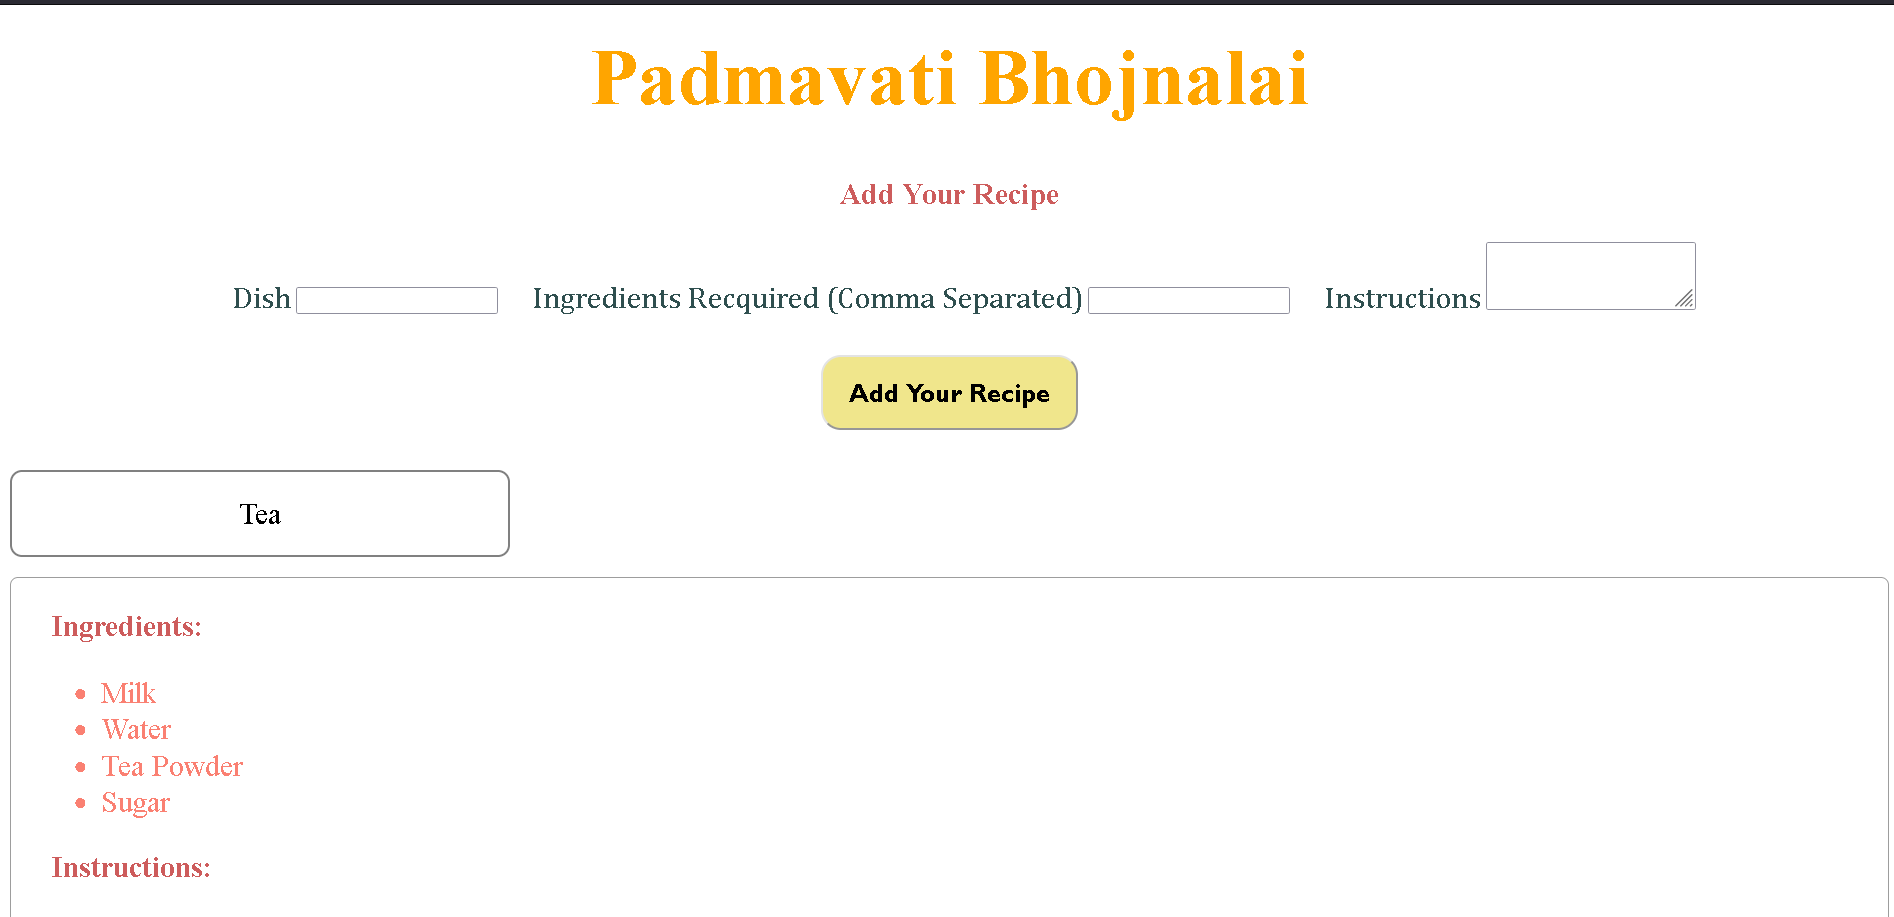 Padmavati Bhojnalai
Add Your Recipe
Dish Ingredients Recquired (Comma Separated) Instructions
Add Your Recipe
Tea
Ingredients:
Milk
Water
Tea Powder
Sugar
Instructions: